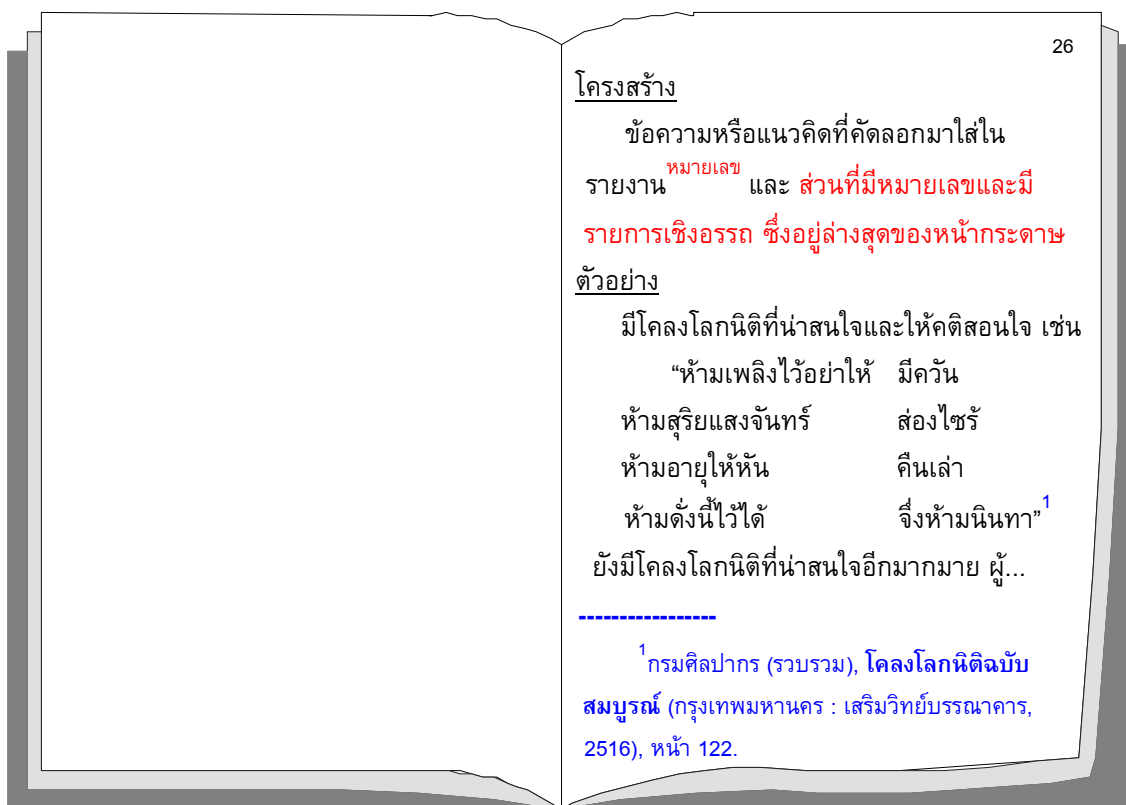 26
โครงสร้าง
ข้อความหรือแนวคิดที่คัดลอกมาใส่ใน
รายงานหมายเลข และ ส่วนที่มีหมายเลขและมี
รายการเชิงอรรถ ซึ่งอยู่ล่างสุดของหน้ากระดาษ
ตัวอย่าง
มีโคลงโลกนิติที่น่าสนใจและให้คติสอนใจ เช่น
“ห้ามเพลิงไว้อย่าให้ มีควัน
ห้ามสุริยแสงจันทร์ ส่องไซร้
ห้ามอายุให้หัน คืนเล่า
ห้ามดั่งนี้ไว้ได้ จึ่งห้ามนินทา”1
ยังมีโคลงโลกนิติที่น่าสนใจอีกมากมาย ผู้...
-----------------
1กรมศิลปากร (รวบรวม), โคลงโลกนิติฉบับ
สมบูรณ์ (กรุงเทพมหานคร : เสริมวิทย์บรรณาคาร,
2516), หน้า 122.